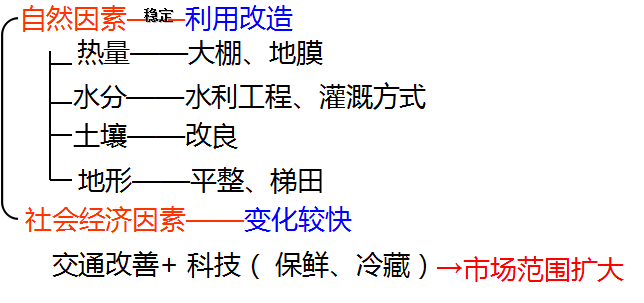 自然因素——稳定 利用改造
热量——大棚、地膜
水分——水利工程、灌溉方式
土壤——改良
地形——平整、梯田
社会经济因素——变化较快
交通改善+ 科技（ 保鲜、冷藏）→市场范围扩大